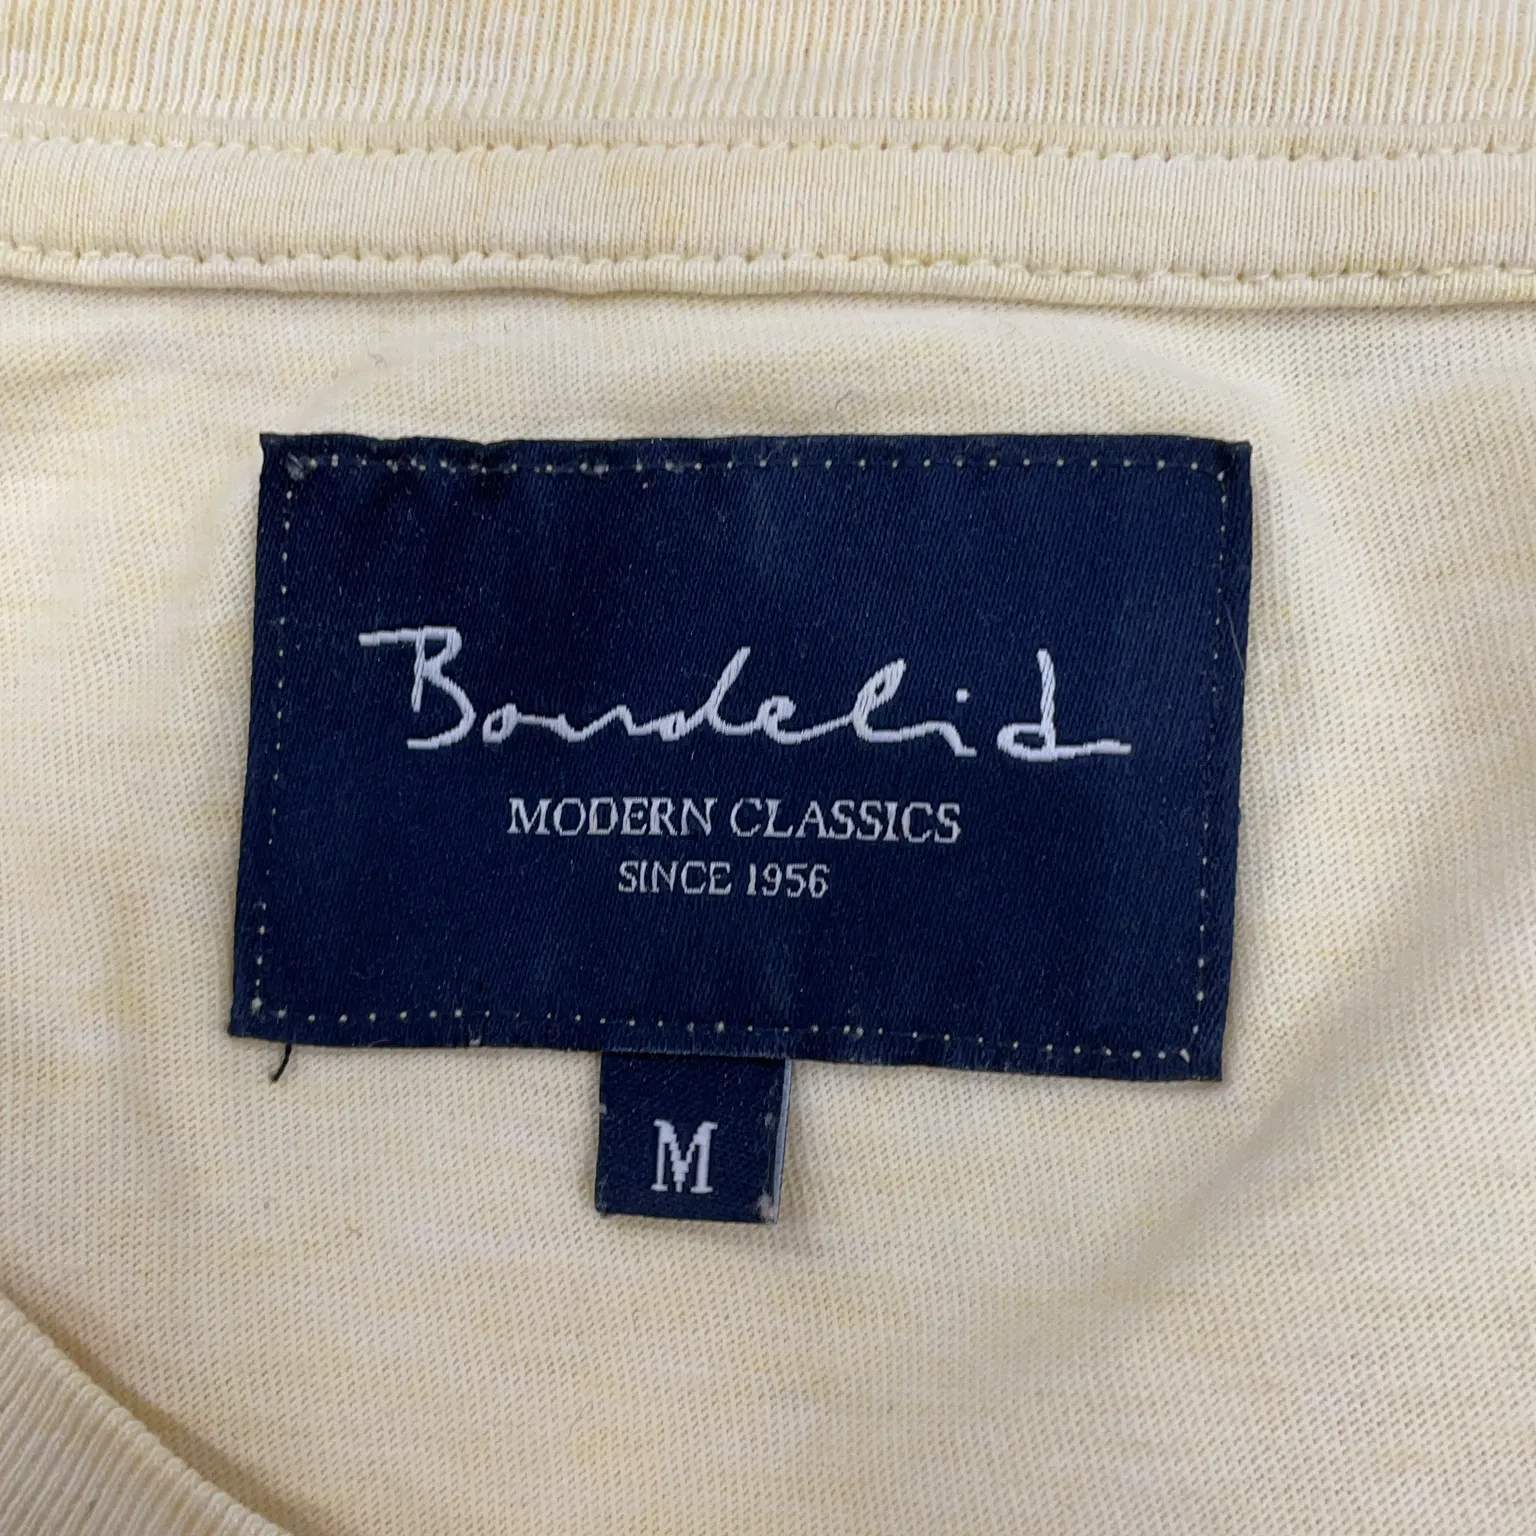 Bondelid
MODERN CLASSICS
SINCE 1956
M